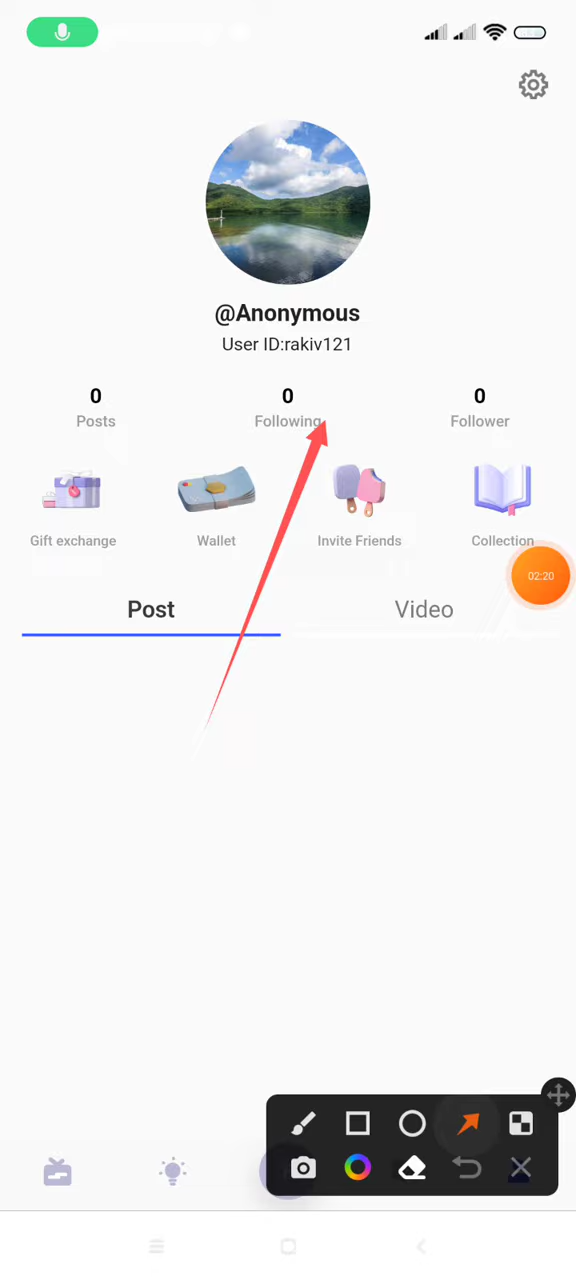 @Anonymous
User ID:rakiv121
0 0 0
Posts Following Follower
Gift exchange Wallet Invite Friends Collection
02:20
Post Video